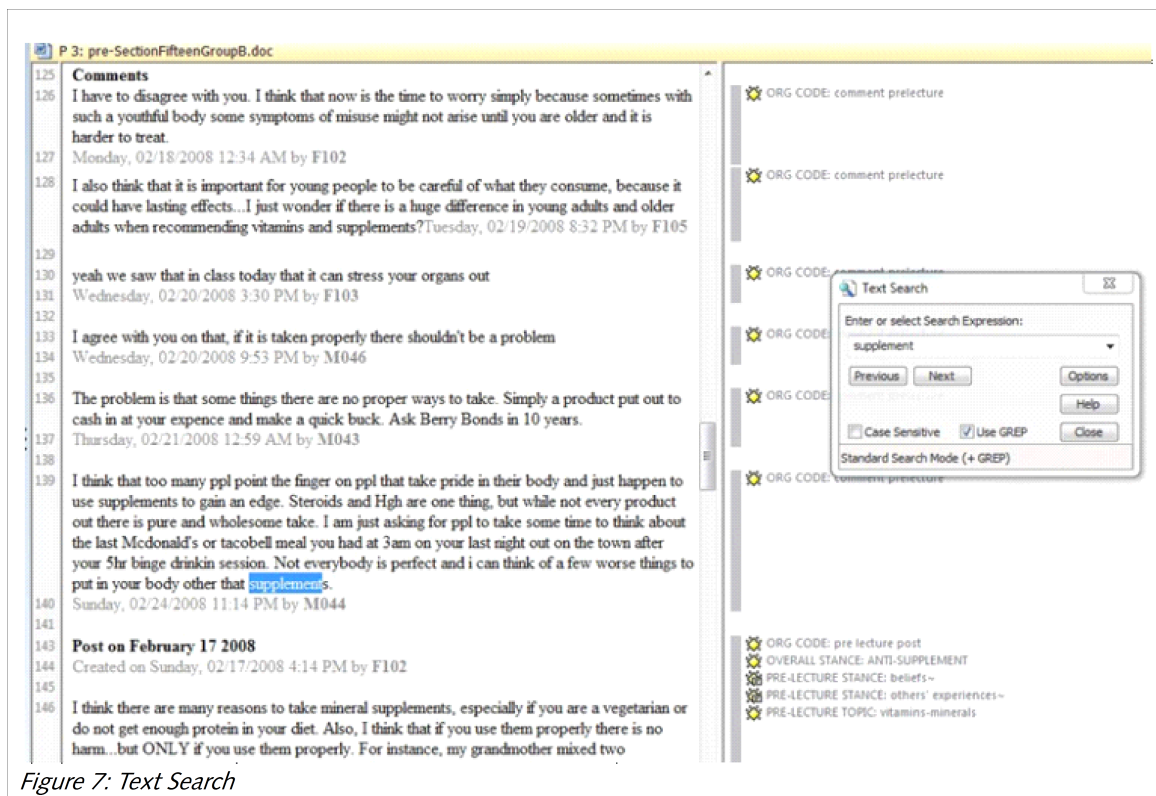 P 3: pre-SectionFifteenGroupB.doc
125 Comments
126 I have to disagree with you. I think that now is the time to worry simply because sometimes with
such a youthful body some symptoms of misuse might not arise until you are older and it is
harder to treat.
127 Monday, 02/18/2008 12:34 AM by F102
128 I also think that it is important for young people to be careful of what they consume, because it
could have lasting effects...I just wonder if there is a huge difference in young adults and older
adults when recommending vitamins and supplements?Tuesday, 02/19/2008 8:32 PM by F105
129
130 yeah we saw that in class today that it can stress your organs out
131 Wednesday, 02/20/2008 3:30 PM by F103
132
133 I agree with you on that, if it is taken properly there shouldn't be a problem
134 Wednesday, 02/20/2008 9:53 PM by M046
135
136 The problem is that some things there are no proper ways to take. Simply a product put out to
cash in at your expence and make a quick buck. Ask Berry Bonds in 10 years.
137 Thursday, 02/21/2008 12:59 AM by M043
138
139 I think that too many ppl point the finger on ppl that take pride in their body and just happen to
use supplements to gain an edge. Steroids and Hgh are one thing, but while not every product
out there is pure and wholesome take. I am just asking for ppl to take some time to think about
the last Mcdonald's or tacobell meal you had at 3am on your last night out on the town after
your 5hr binge drinkin session. Not everybody is perfect and i can think of a few worse things to
put in your body other that supplements.
140 Sunday, 02/24/2008 11:14 PM by M044
141
143 Post on February 17 2008
144 Created on Sunday, 02/17/2008 4:14 PM by F102
145
146 I think there are many reasons to take mineral supplements, especially if you are a vegetarian or
do not get enough protein in your diet. Also, I think that if you use them properly there is no
harm...but ONLY if you use them properly. For instance, my grandmother mixed two
ORG CODE: comment prelecture
ORG CODE: comment prelecture
ORG CODE: comment prelecture
ORG CODE:
ORG CODE:
ORG CODE: comment prelecture
Text Search
Enter or select Search Expression:
supplement
Previous Next Options
Help
Case Sensitive Use GREP Close
Standard Search Mode (+ GREP)
ORG CODE: pre lecture post
OVERALL STANCE: ANTI-SUPPLEMENT
PRE-LECTURE STANCE: beliefs~
PRE-LECTURE STANCE: others' experiences~
PRE-LECTURE TOPIC: vitamins-minerals
Figure 7: Text Search